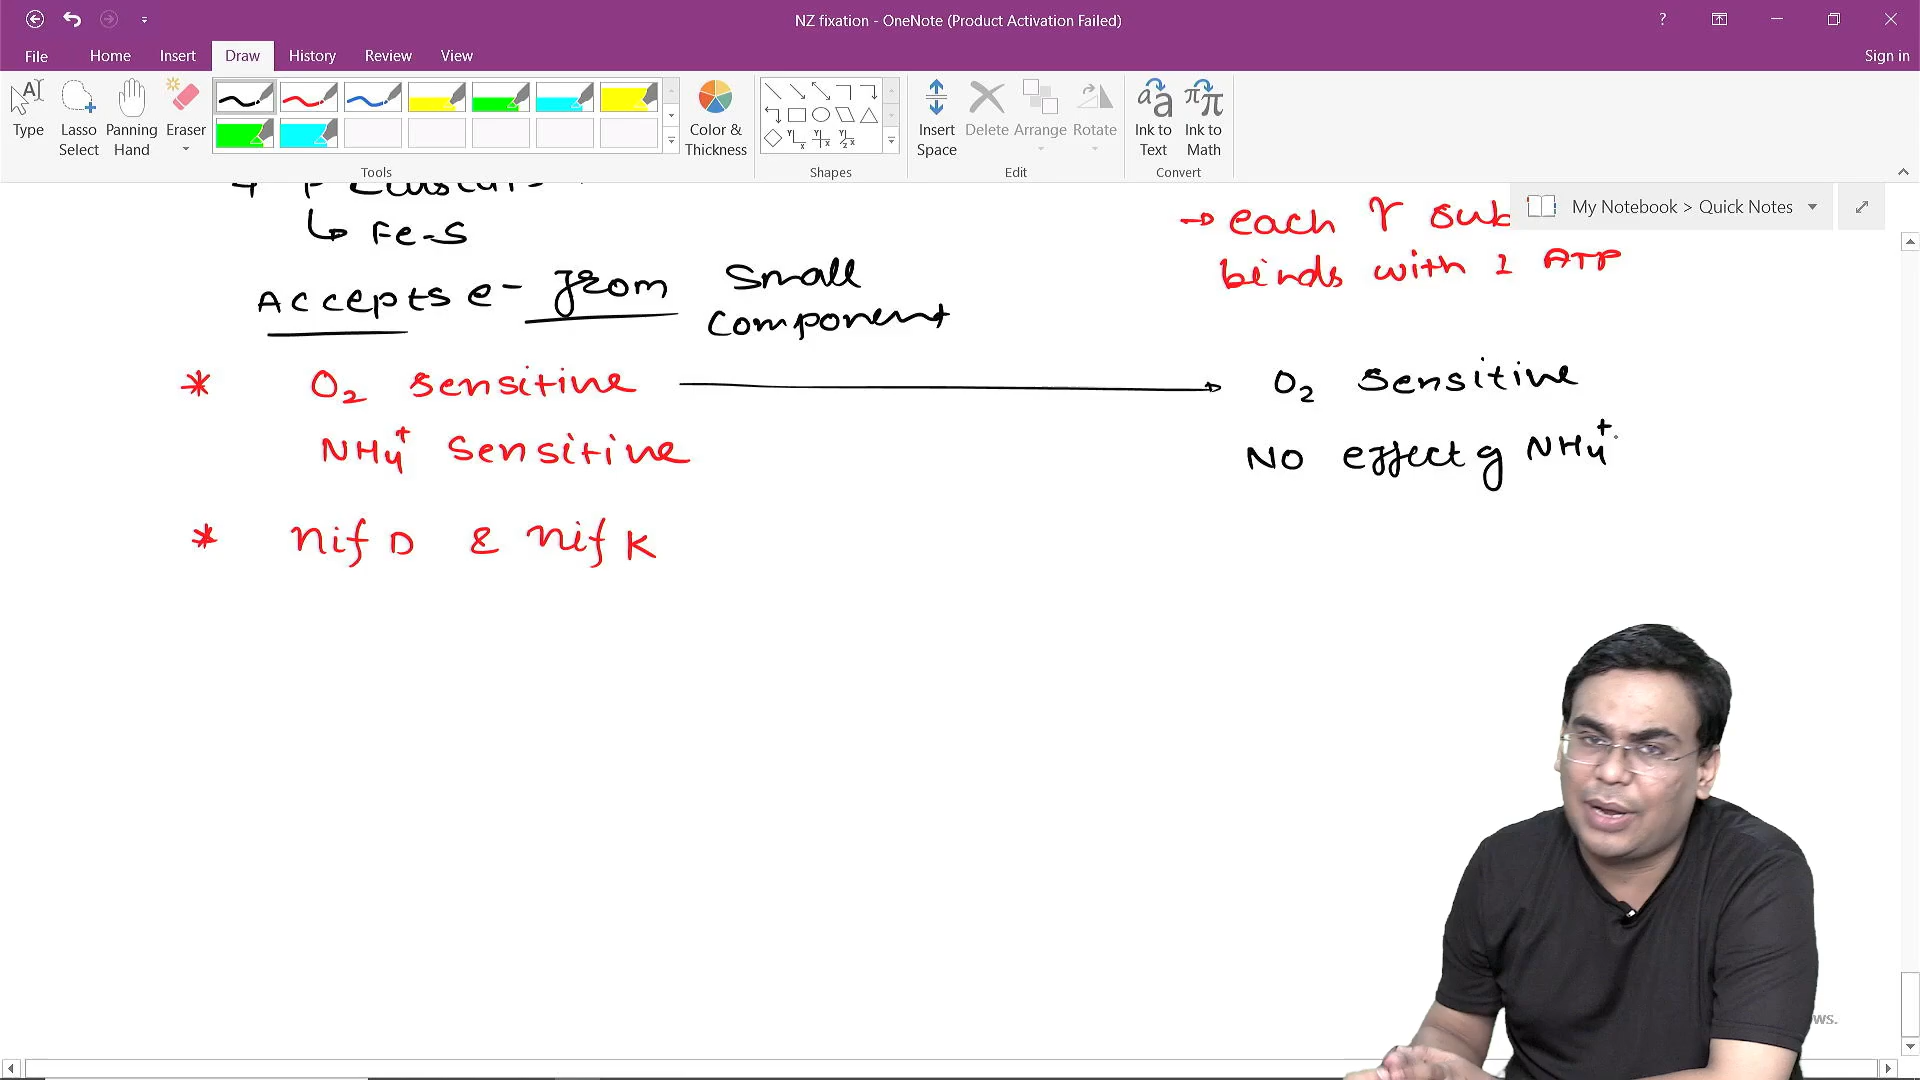 NZ fixation - OneNote (Product Activation Failed)
?
File
Home
Insert
Draw
History
Review
View
Sign in
Type
Lasso Select
Panning Hand
Eraser
Color & Thickness
Insert Space
Delete
Arrange
Rotate
Ink to Text
Ink to Math
Tools
Shapes
Edit
Convert
My Notebook > Quick Notes
Fe-S
Accepts e- from small
component
→ each γ sub
binds with 1 ATP
* O2 sensitive
O2 sensitive
NH4+ sensitive
NO effect of NH4+
* nif D & nif K
ws.